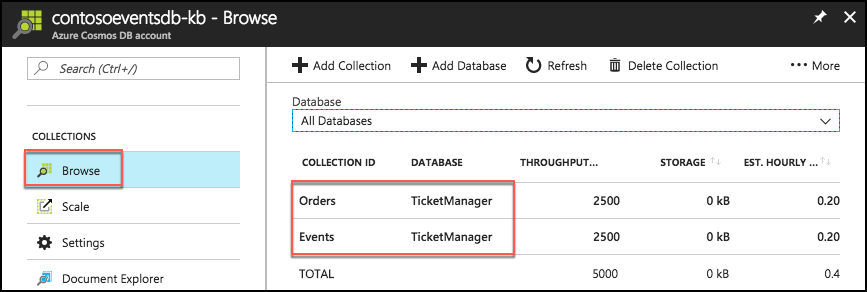 contosoeventsdb-kb - Browse
Azure Cosmos DB account
Search (Ctrl+/)
COLLECTIONS
Browse
Scale
Settings
Document Explorer
Add Collection Add Database Refresh Delete Collection More
Database
All Databases
COLLECTION ID DATABASE THROUGHPUT... STORAGE EST. HOURLY ...
Orders TicketManager 2500 0 kB 0.20
Events TicketManager 2500 0 kB 0.20
TOTAL 5000 0 kB 0.4